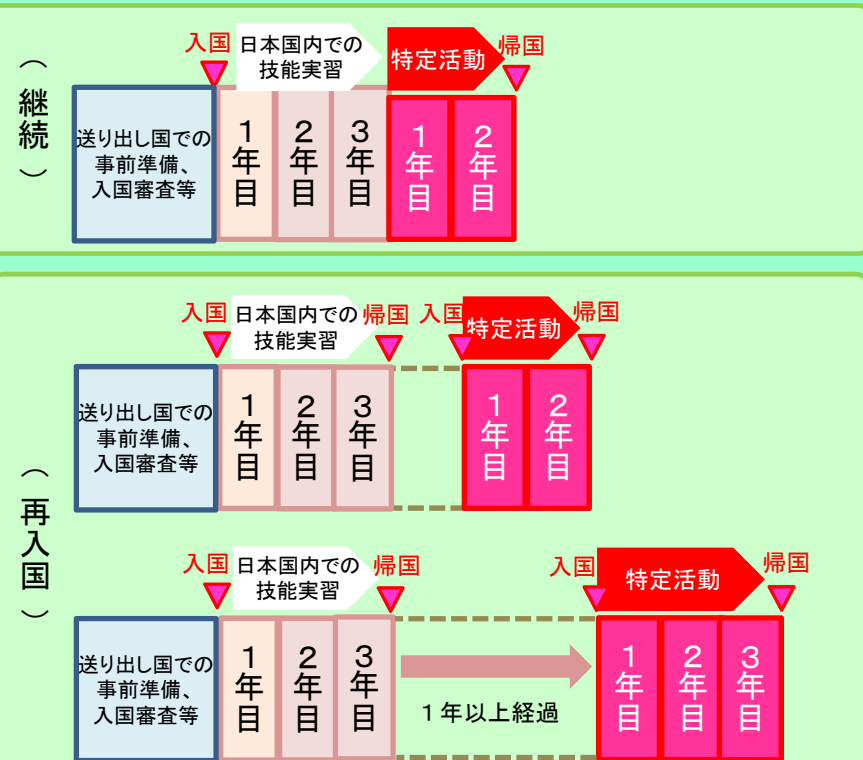 （継続）
入国
日本国内での
技能実習
特定活動
帰国
送り出し国での
事前準備、
入国審査等
１年目
２年目
３年目
１年目
２年目
（再入国）
入国
日本国内での
技能実習
帰国
入国
特定活動
帰国
送り出し国での
事前準備、
入国審査等
１年目
２年目
３年目
１年目
２年目
入国
日本国内での
技能実習
帰国
入国
特定活動
帰国
送り出し国での
事前準備、
入国審査等
１年目
２年目
３年目
１年以上経過
１年目
２年目
３年目